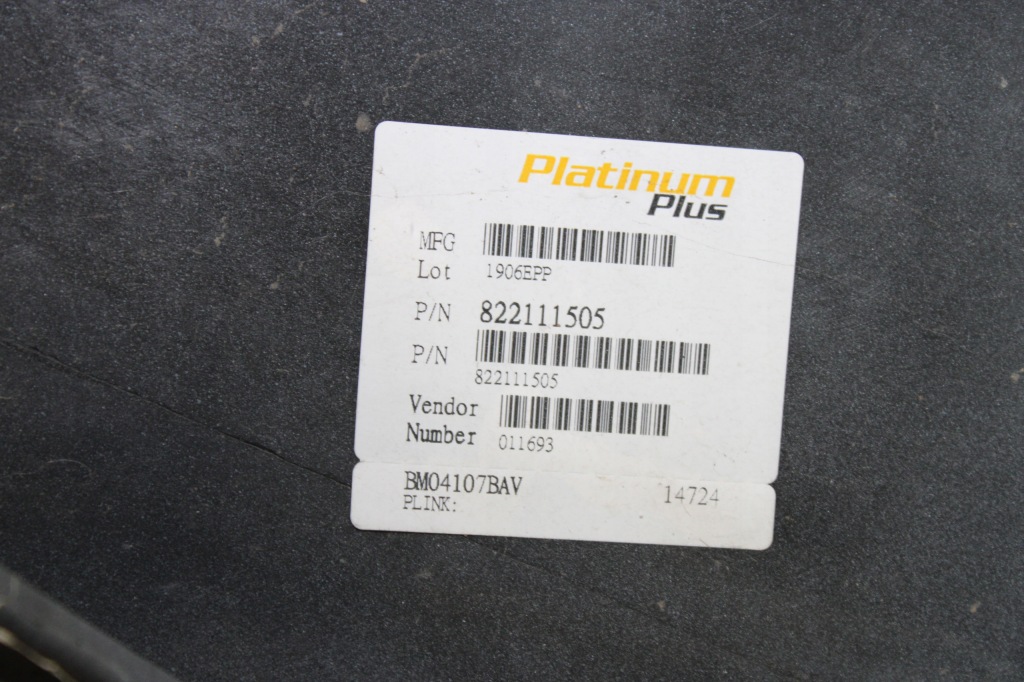 Platinum
Plus
MFG
Lot 1906EPP
P/N 822111505
P/N
822111505
Vendor
Number 011693
BM04107BAV 14724
PLINK: